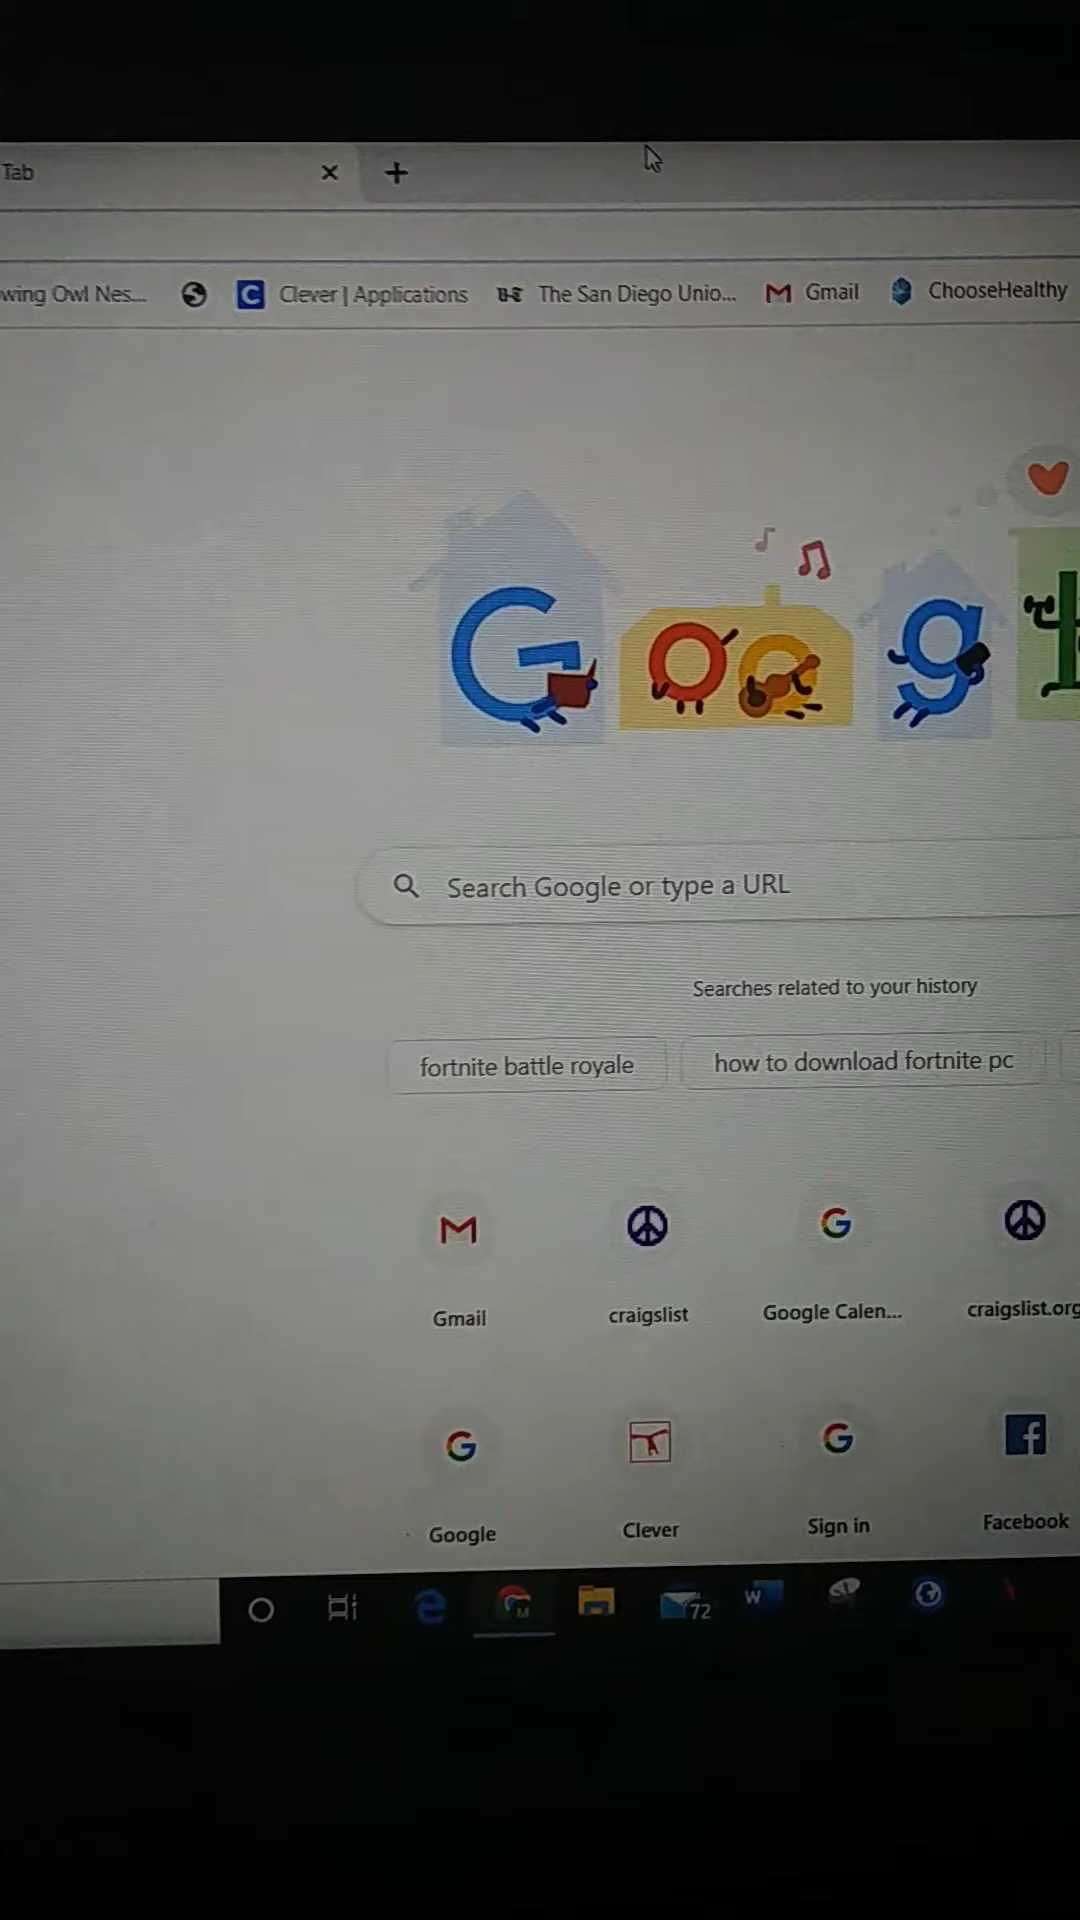 Tab
wing Owl Nes... Clever | Applications The San Diego Unio... Gmail ChooseHealthy
Goog
Search Google or type a URL
Searches related to your history
fortnite battle royale how to download fortnite pc
Gmail craigslist Google Calen... craigslist.org
Google Clever Sign in Facebook
72